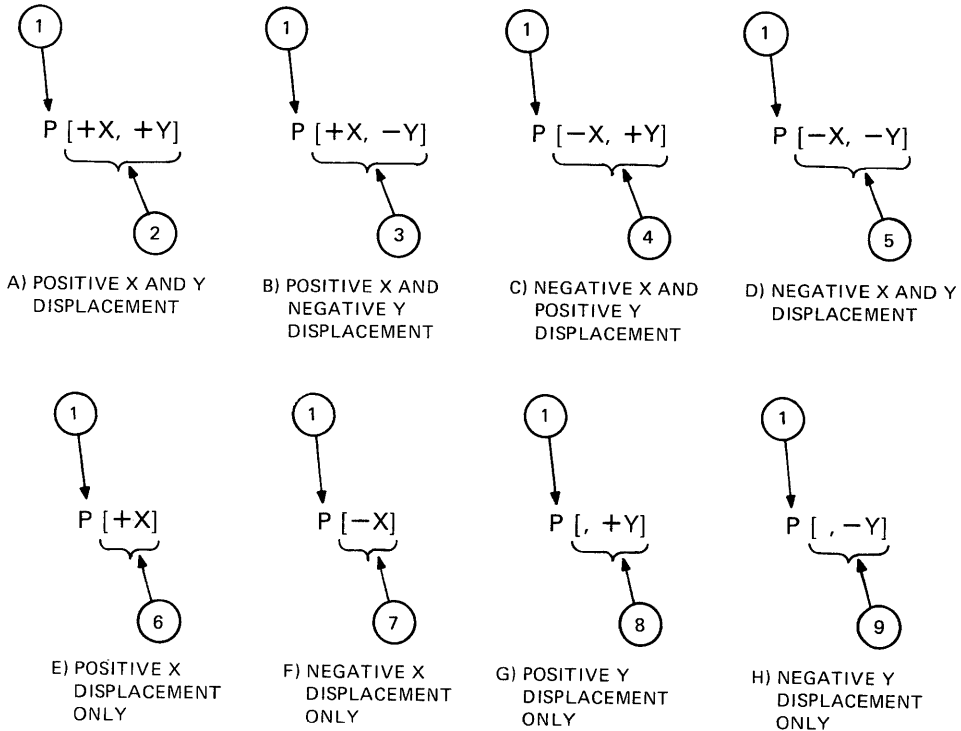 1 1 1 1
P [+X, +Y] P [+X, −Y] P [−X, +Y] P [−X, −Y]
2 3 4 5
A) POSITIVE X AND Y
DISPLACEMENT
B) POSITIVE X AND
NEGATIVE Y
DISPLACEMENT
C) NEGATIVE X AND
POSITIVE Y
DISPLACEMENT
D) NEGATIVE X AND Y
DISPLACEMENT
1 1 1 1
P [+X] P [−X] P [, +Y] P [ , −Y]
6 7 8 9
E) POSITIVE X
DISPLACEMENT
ONLY
F) NEGATIVE X
DISPLACEMENT
ONLY
G) POSITIVE Y
DISPLACEMENT
ONLY
H) NEGATIVE Y
DISPLACEMENT
ONLY